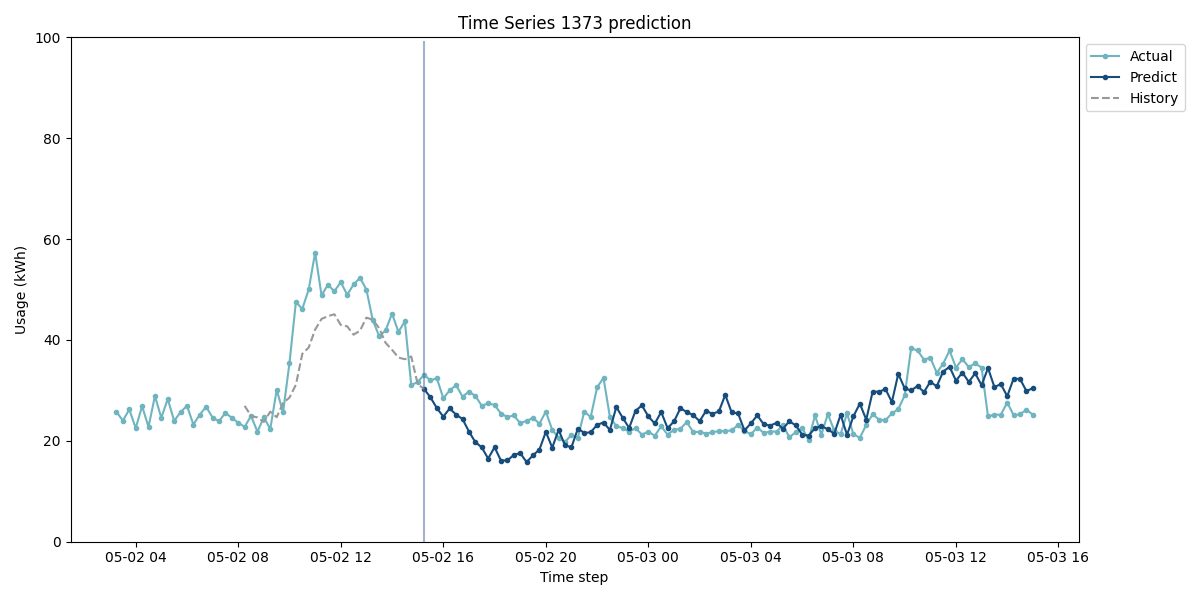 Time Series 1373 prediction
100
80
60
40
20
0
Usage (kWh)
05-02 04
05-02 08
05-02 12
05-02 16
05-02 20
05-03 00
05-03 04
05-03 08
05-03 12
05-03 16
Time step
Actual
Predict
History